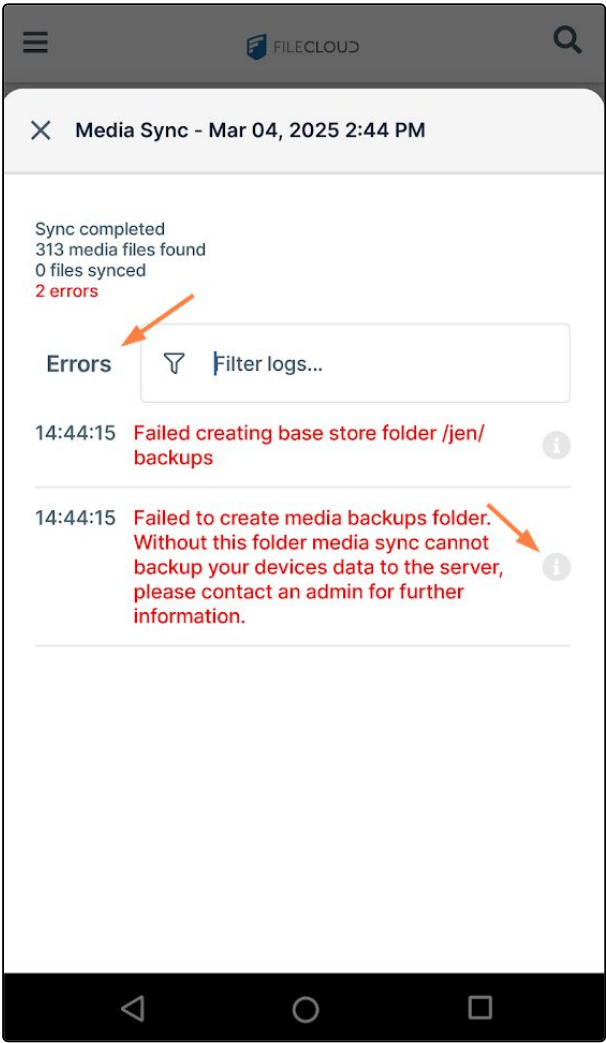 FILECLOUD
Media Sync - Mar 04, 2025 2:44 PM
Sync completed
313 media files found
0 files synced
2 errors
Errors
Filter logs...
14:44:15 Failed creating base store folder /jen/
backups
14:44:15 Failed to create media backups folder.
Without this folder media sync cannot
backup your devices data to the server,
please contact an admin for further
information.